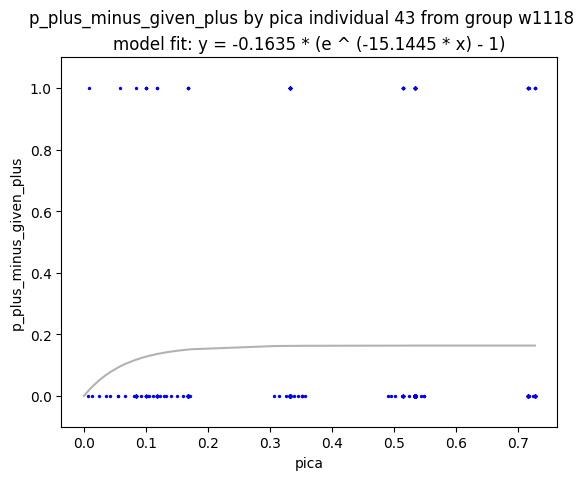 p_plus_minus_given_plus by pica individual 43 from group w1118
model fit: y = -0.1635 * (e ^ (-15.1445 * x) - 1)
p_plus_minus_given_plus
1.0
0.8
0.6
0.4
0.2
0.0
0.0 0.1 0.2 0.3 0.4 0.5 0.6 0.7
pica